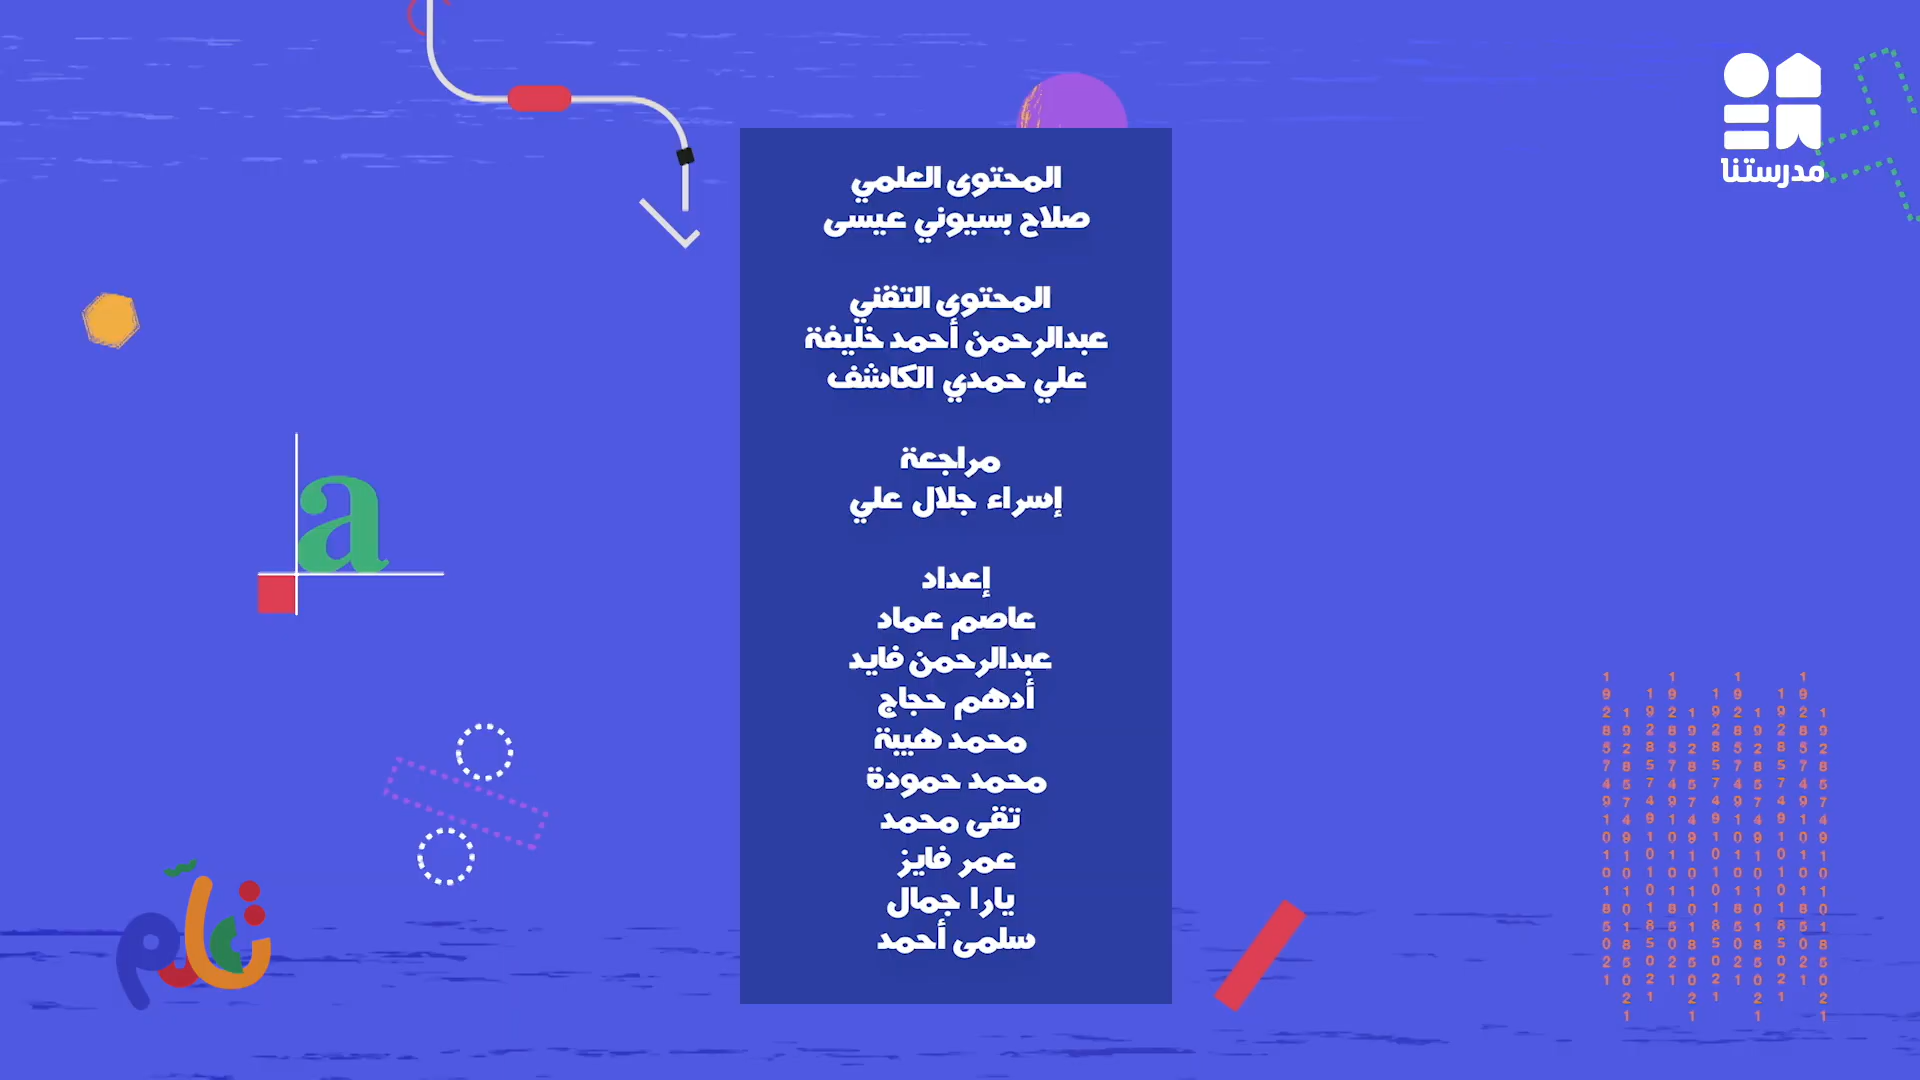 مدرستنا
المحتوى العلمي
صلاح بسيوني عيسى
المحتوى التقني
عبدالرحمن أحمد خليفة
علي حمدي الكاشف
مراجعة
إسراء جلال علي
إعداد
عاصم عماد
عبدالرحمن فايد
أدهم حجاج
محمد هيبة
محمد حمودة
تقى محمد
عمر فايز
يارا جمال
سلمى أحمد
a